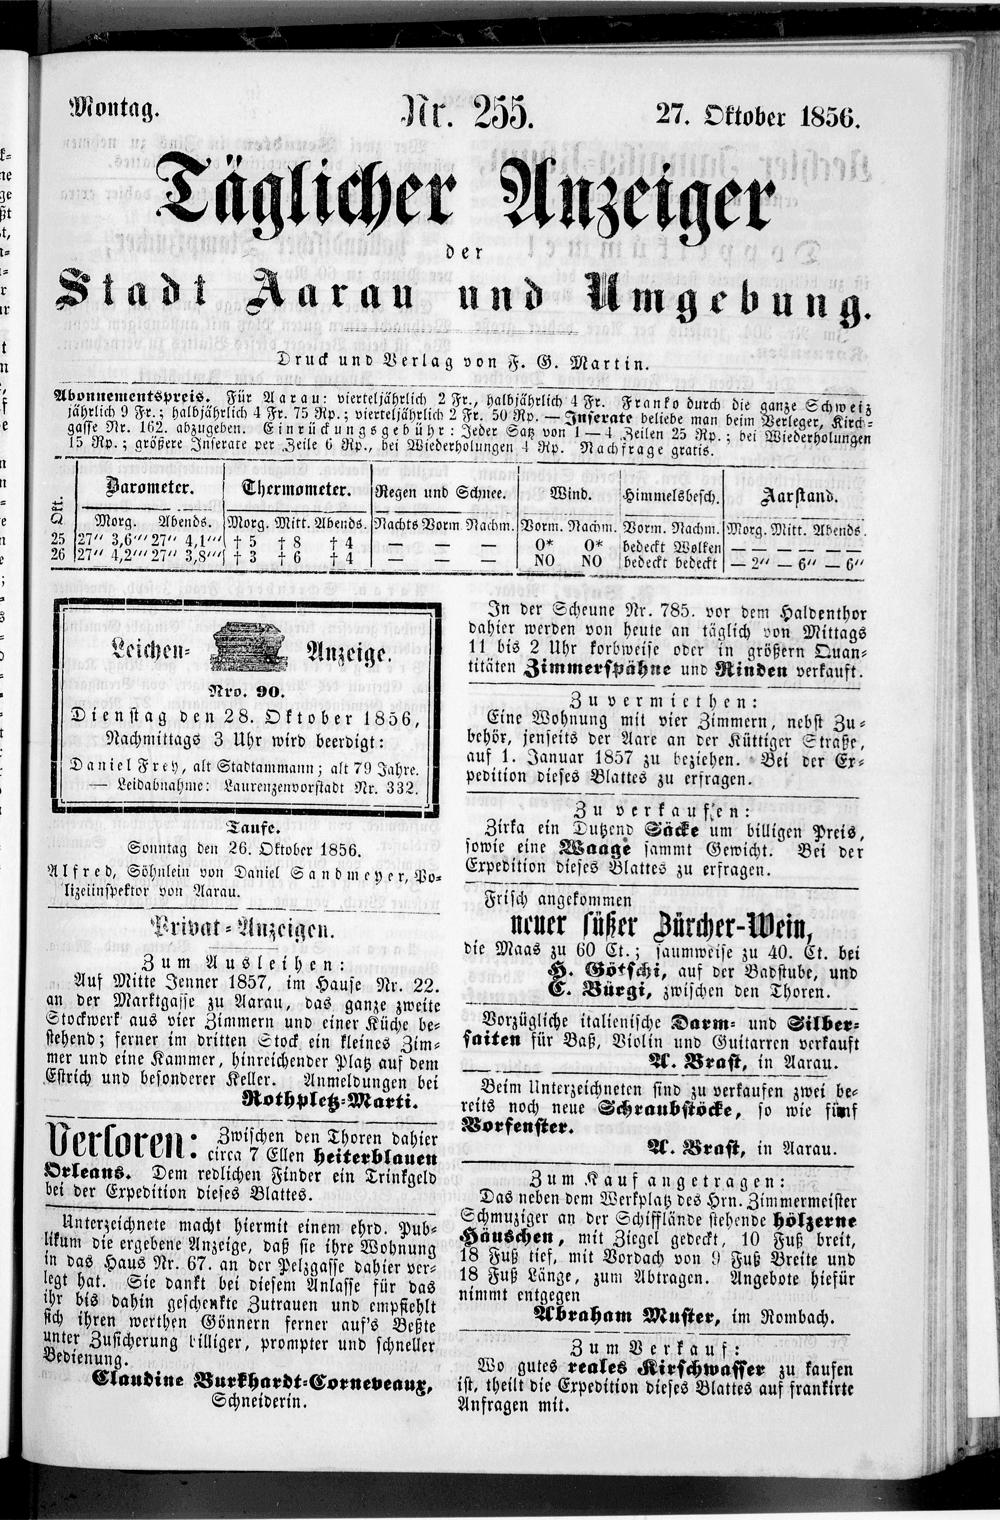 Montag.
Nr. 255.
27. Oktober 1856.
Täglicher Anzeiger
der
Stadt Aarau und Umgebung.
Druck und Verlag von F. G. Martin.
Abonnementspreis. Für Aarau: vierteljährlich 2 Fr., halbjährlich 4 Fr. Franko durch die ganze Schweiz
jährlich 9 Fr.; halbjährlich 4 Fr. 75 Rp.; vierteljährlich 2 Fr. 50 Rp. — Inserate beliebe man beim Verleger, Kirch=
gasse Nr. 162. abzugeben. Einrückungsgebühr: Jeder Satz von 1—4 Zeilen 25 Rp.; bei Wiederholungen
15 Rp.; größere Inserate per Zeile 6 Rp., bei Wiederholungen 4 Rp. Nachfrage gratis.
Okt. Barometer. Thermometer. Regen und Schnee. Wind. Himmelsbesch. Aarstand.
Morg. Abends. Morg. Mitt. Abends. Nachts Vorm Nachm. Vorm. Nachm. Vorm. Nachm. Morg. Mitt. Abends.
25 27″ 3,6‴ 27″ 4,1‴ † 5 † 8 † 4 — — — O* O* bedeckt Wolken — — — — — —
26 27″ 4,2‴ 27″ 3,8‴ † 3 † 6 † 4 — — — NO NO bedeckt bedeckt — 2″ — 6″ — 6″
Leichen= Anzeige.
Nro. 90.
Dienstag den 28. Oktober 1856,
Nachmittags 3 Uhr wird beerdigt:
Daniel Frey, alt Stadtammann; alt 79 Jahre.
— Leidabnahme: Laurenzenvorstadt Nr. 332.
Taufe.
Sonntag den 26. Oktober 1856.
Alfred, Söhnlein von Daniel Sandmeyer, Po=
lizeiinspektor von Aarau.
Privat=Anzeigen.
Zum Ausleihen:
Auf Mitte Jenner 1857, im Hause Nr. 22.
an der Marktgasse zu Aarau, das ganze zweite
Stockwerk aus vier Zimmern und einer Küche be=
stehend; ferner im dritten Stock ein kleines Zim=
mer und eine Kammer, hinreichender Platz auf dem
Estrich und besonderer Keller. Anmeldungen bei
Rothpletz=Marti.
Verloren: Zwischen den Thoren dahier
circa 7 Ellen heiterblauen
Orleans. Dem redlichen Finder ein Trinkgeld
bei der Expedition dieses Blattes.
Unterzeichnete macht hiermit einem ehrd. Pub=
likum die ergebene Anzeige, daß sie ihre Wohnung
in das Haus Nr. 67. an der Pelzgasse dahier ver=
legt hat. Sie dankt bei diesem Anlasse für das
ihr bis dahin geschenkte Zutrauen und empfiehlt
sich ihren werthen Gönnern ferner auf's Beßte
unter Zusicherung billiger, prompter und schneller
Bedienung.
Claudine Burkhardt=Corneveaux,
Schneiderin.
In der Scheune Nr. 785. vor dem Haldenthor
dahier werden von heute an täglich von Mittags
11 bis 2 Uhr korbweise oder in größern Quan=
titäten Zimmerspähne und Rinden verkauft.
Zu vermiethen:
Eine Wohnung mit vier Zimmern, nebst Zu=
behör, jenseits der Aare an der Küttiger Straße,
auf 1. Januar 1857 zu beziehen. Bei der Ex=
pedition dieses Blattes zu erfragen.
Zu verkaufen:
Zirka ein Dutzend Säcke um billigen Preis,
sowie eine Waage sammt Gewicht. Bei der
Expedition dieses Blattes zu erfragen.
Frisch angekommen
neuer süßer Zürcher=Wein,
die Maas zu 60 Ct.; saumweise zu 40. Ct. bei
H. Götschi, auf der Badstube, und
C. Bürgi, zwischen den Thoren.
Vorzügliche italienische Darm= und Silber=
saiten für Baß, Violin und Guitarren verkauft
A. Brast, in Aarau.
Beim Unterzeichneten sind zu verkaufen zwei be=
reits noch neue Schraubstöcke, so wie fünf
Vorfenster.
A. Brast, in Aarau.
Zum Kauf angetragen:
Das neben dem Werkplatz des Hrn. Zimmermeister
Schmuziger an der Schifflände stehende hölzerne
Häuschen, mit Ziegel gedeckt, 10 Fuß breit,
18 Fuß tief, mit Vordach von 9 Fuß Breite und
18 Fuß Länge, zum Abtragen. Angebote hiefür
nimmt entgegen
Abraham Muster, im Rombach.
Zum Verkauf:
Wo gutes reales Kirschwasser zu kaufen
ist, theilt die Expedition dieses Blattes auf frankirte
Anfragen mit.